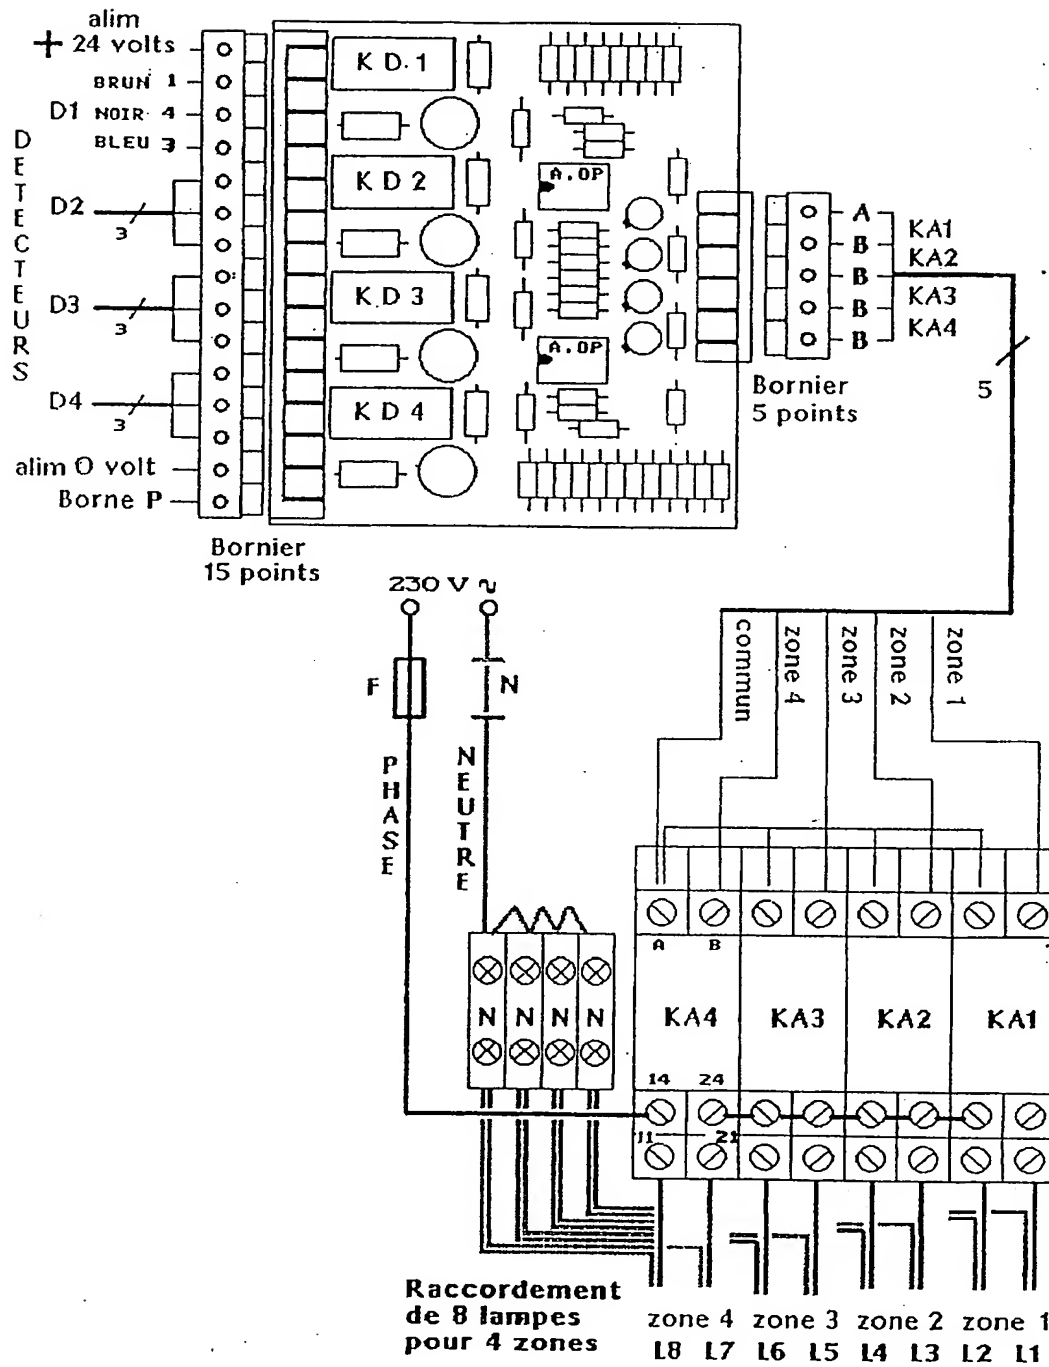 alim
+ 24 volts
BRUN 1
D1 NOIR 4
BLEU 3
DETECTEURS
D2
3
D3
3
D4
3
alim 0 volt
Borne P
Bornier
15 points
K D.1
K D 2
K D 3
K D 4
A.OP
A.OP
A
B
B
B
B
KA1
KA2
KA3
KA4
Bornier
5 points
5
230 V ~
F
N
PHASE
NEUTRE
commun
zone 4
zone 3
zone 2
zone 1
A
B
N N N N
KA4 KA3 KA2 KA1
14 24
11 21
Raccordement
de 8 lampes
pour 4 zones
zone 4 zone 3 zone 2 zone 1
L8 L7 L6 L5 L4 L3 L2 L1